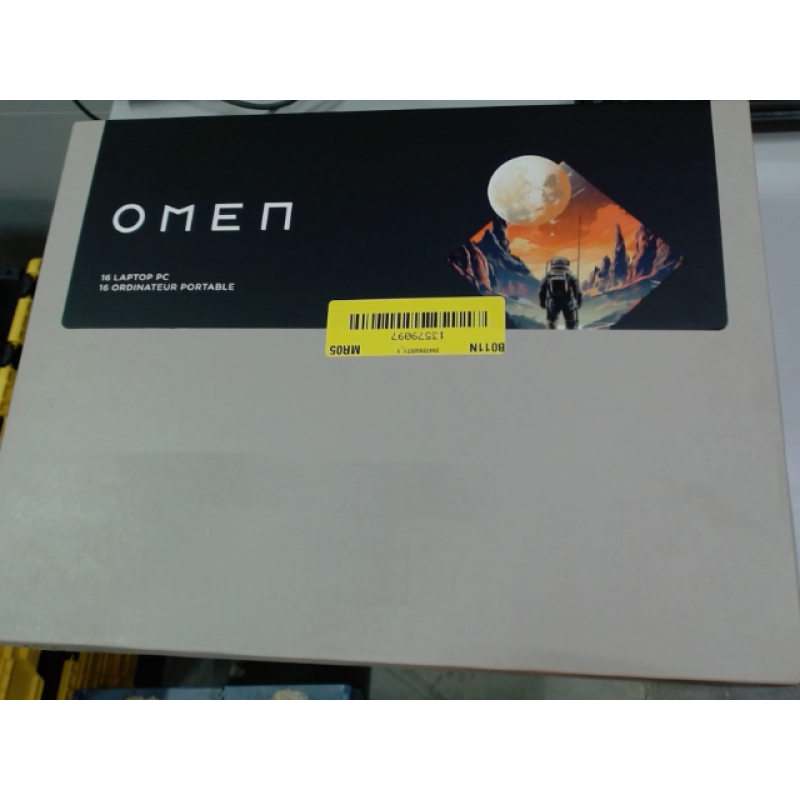 OMEN
16 LAPTOP PC
16 ORDINATEUR PORTABLE
B011N
MR05
13579097